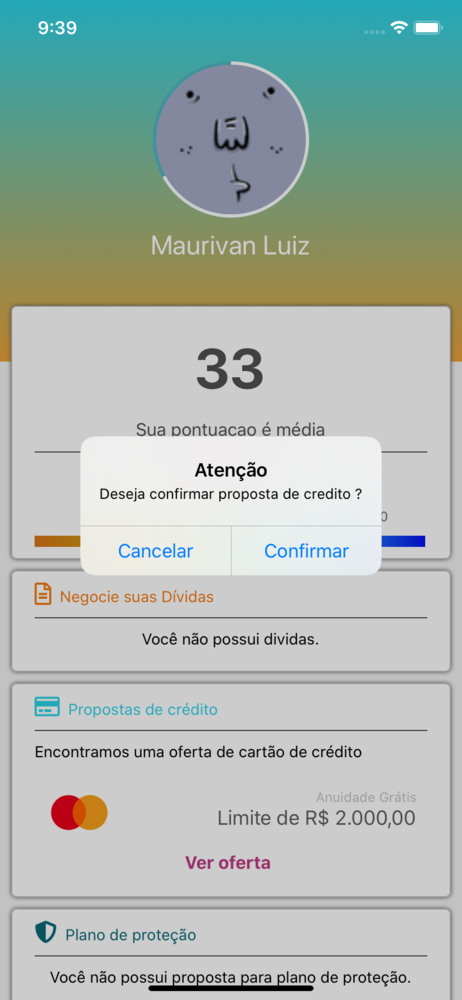 9:39
Maurivan Luiz
33
Sua pontuacao é média
Atenção
Deseja confirmar proposta de credito ?
0
Cancelar
Confirmar
Negocie suas Dívidas
Você não possui dividas.
Propostas de crédito
Encontramos uma oferta de cartão de crédito
Anuidade Grátis
Limite de R$ 2.000,00
Ver oferta
Plano de proteção
Você não possui proposta para plano de proteção.